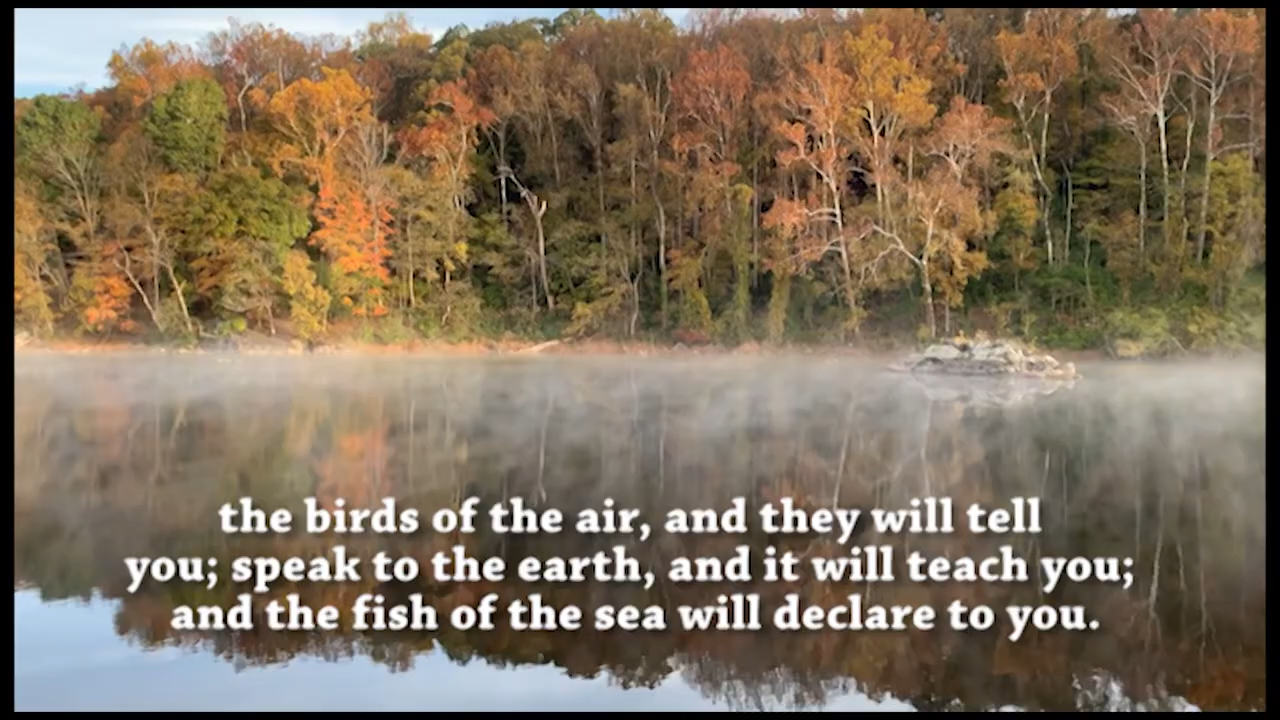 the birds of the air, and they will tell
you; speak to the earth, and it will teach you;
and the fish of the sea will declare to you.